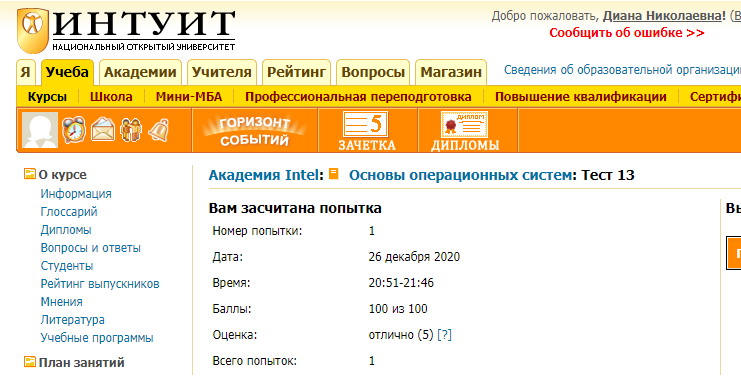 ИНТУИТ
НАЦИОНАЛЬНЫЙ ОТКРЫТЫЙ УНИВЕРСИТЕТ
Добро пожаловать, Диана Николаевна! (В
Сообщить об ошибке >>
Я Учеба Академии Учителя Рейтинг Вопросы Магазин Сведения об образовательной организаци
Курсы Школа Мини-МБА Профессиональная переподготовка Повышение квалификации Сертифи
ГОРИЗОНТ СОБЫТИЙ
5 ЗАЧЕТКА
ДИПЛОМ ДИПЛОМЫ
О курсе
Информация
Глоссарий
Дипломы
Вопросы и ответы
Студенты
Рейтинг выпускников
Мнения
Литература
Учебные программы
План занятий
Академия Intel: Основы операционных систем: Тест 13
Вам засчитана попытка
Номер попытки: 1
Дата: 26 декабря 2020
Время: 20:51-21:46
Баллы: 100 из 100
Оценка: отлично (5) [?]
Всего попыток: 1
Вы